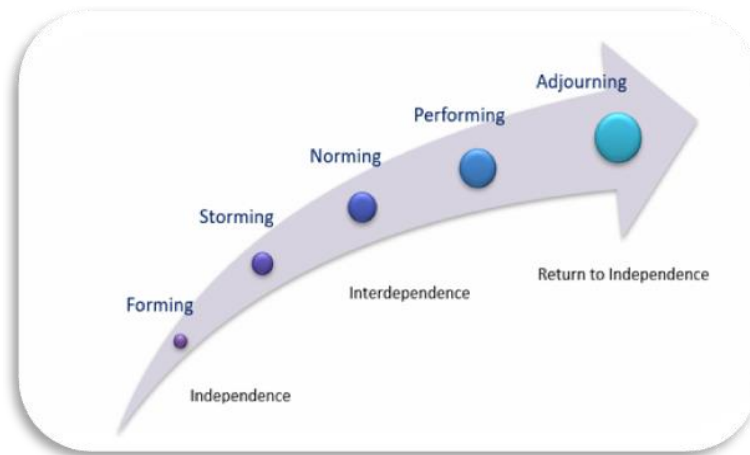 Adjourning
Performing
Norming
Storming
Forming
Return to Independence
Interdependence
Independence